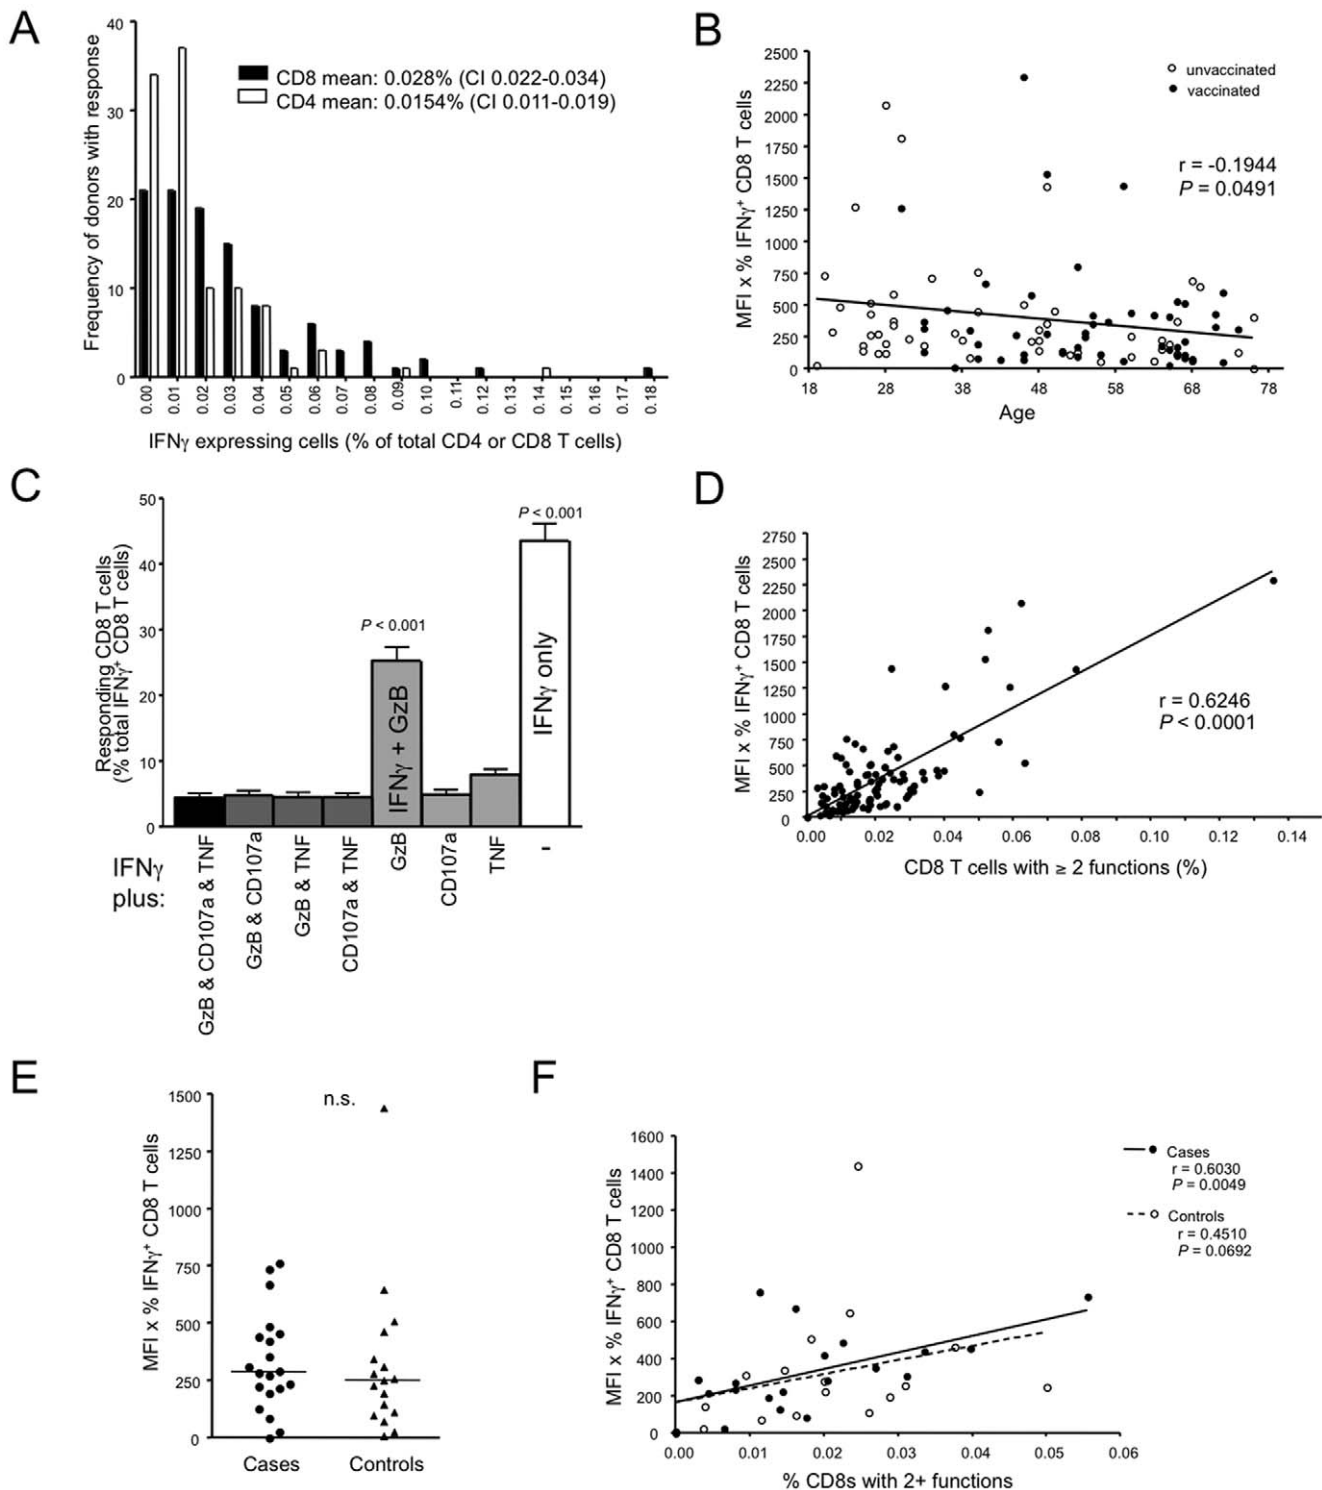 A
Frequency of donors with response
40
30
20
10
0
CD8 mean: 0.028% (CI 0.022-0.034)
CD4 mean: 0.0154% (CI 0.011-0.019)
0.00
0.01
0.02
0.03
0.04
0.05
0.06
0.07
0.08
0.09
0.10
0.11
0.12
0.13
0.14
0.15
0.16
0.17
0.18
IFNγ expressing cells (% of total CD4 or CD8 T cells)
B
MFI x % IFNγ⁺ CD8 T cells
2500
2250
2000
1750
1500
1250
1000
750
500
250
0
unvaccinated
vaccinated
r = -0.1944
P = 0.0491
18 28 38 48 58 68 78
Age
C
Responding CD8 T cells
(% total IFNγ⁺ CD8 T cells)
50
40
30
20
10
0
P < 0.001
P < 0.001
IFNγ + GzB
IFNγ only
IFNγ
plus:
GzB & CD107a & TNF
GzB & CD107a
GzB & TNF
CD107a & TNF
GzB
CD107a
TNF
-
D
MFI x % IFNγ⁺ CD8 T cells
2750
2500
2250
2000
1750
1500
1250
1000
750
500
250
0
r = 0.6246
P < 0.0001
0.00 0.02 0.04 0.06 0.08 0.10 0.12 0.14
CD8 T cells with ≥ 2 functions (%)
E
MFI x % IFNγ⁺ CD8 T cells
1500
1250
1000
750
500
250
0
n.s.
Cases Controls
F
MFI x % IFNγ⁺ CD8 T cells
1600
1400
1200
1000
800
600
400
200
0
Cases
r = 0.6030
P = 0.0049
Controls
r = 0.4510
P = 0.0692
0.00 0.01 0.02 0.03 0.04 0.05 0.06
% CD8s with 2+ functions